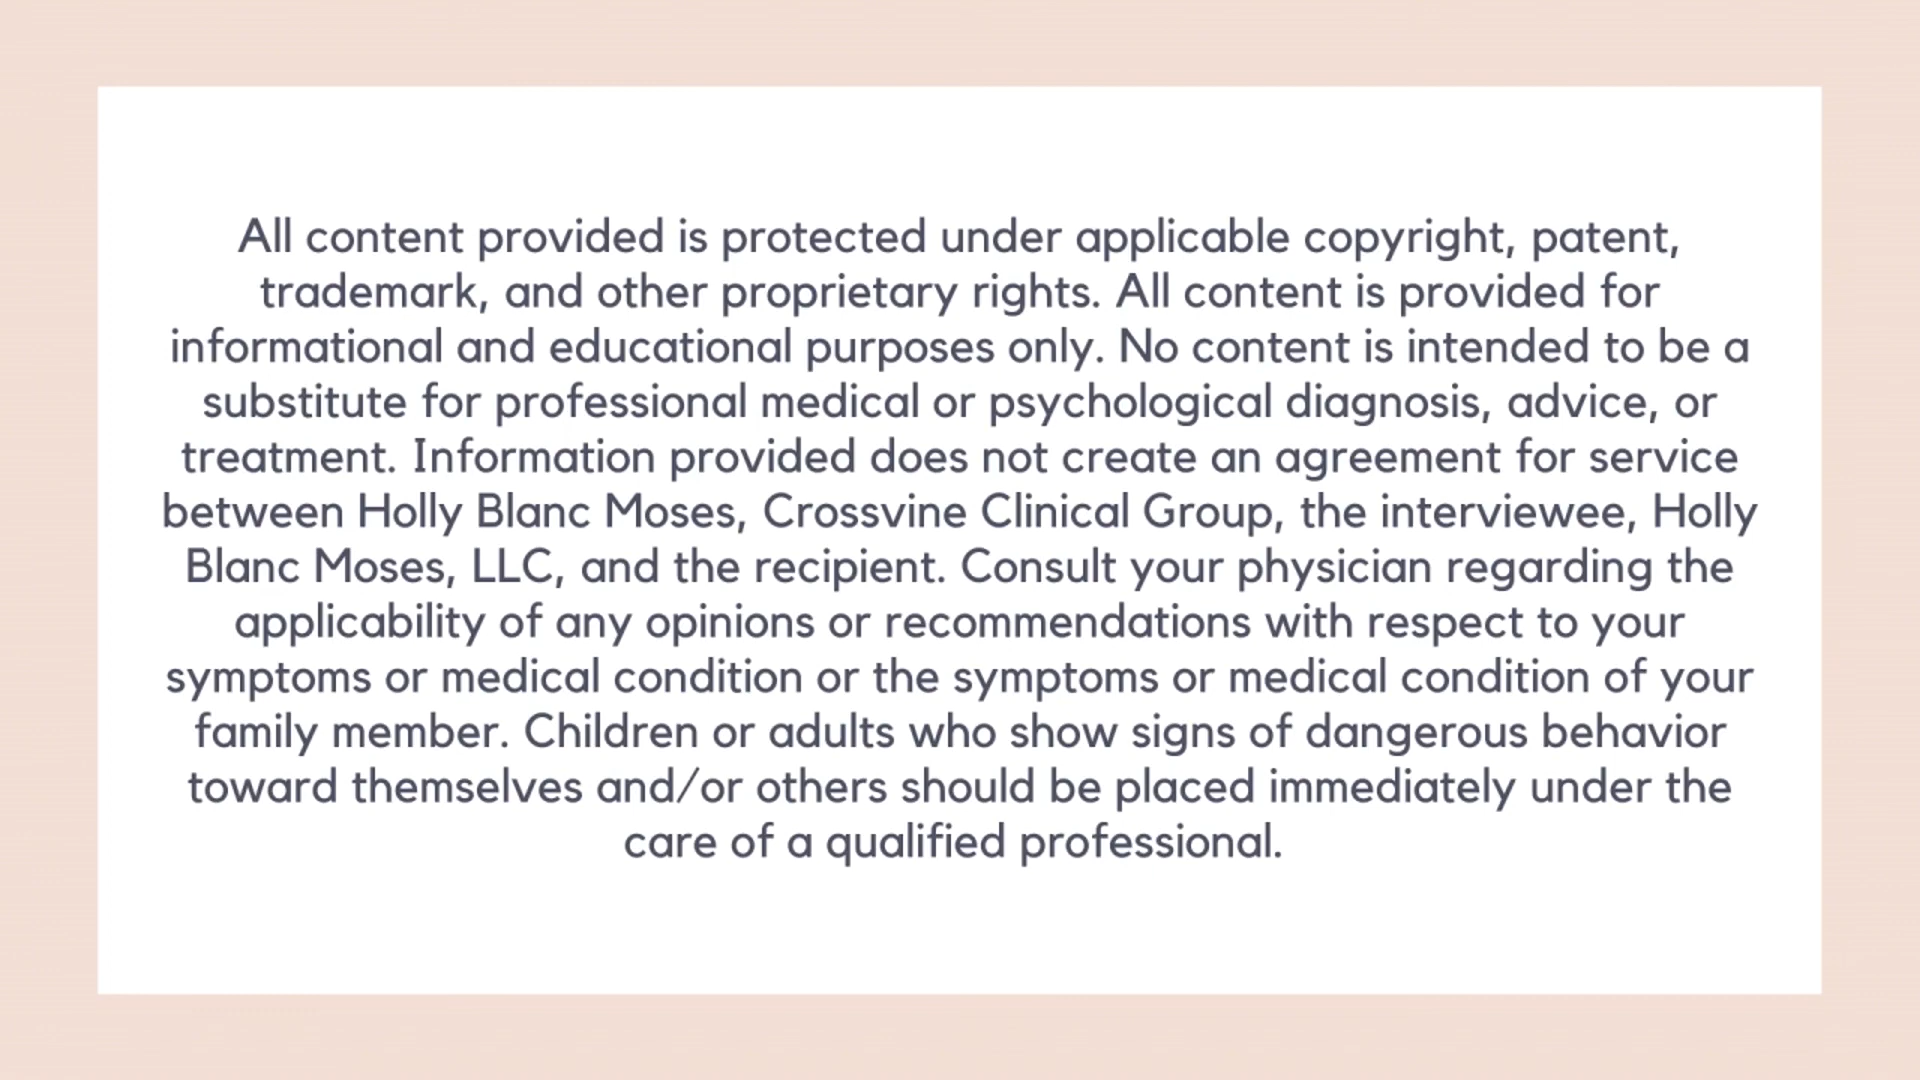 All content provided is protected under applicable copyright, patent,
trademark, and other proprietary rights. All content is provided for
informational and educational purposes only. No content is intended to be a
substitute for professional medical or psychological diagnosis, advice, or
treatment. Information provided does not create an agreement for service
between Holly Blanc Moses, Crossvine Clinical Group, the interviewee, Holly
Blanc Moses, LLC, and the recipient. Consult your physician regarding the
applicability of any opinions or recommendations with respect to your
symptoms or medical condition or the symptoms or medical condition of your
family member. Children or adults who show signs of dangerous behavior
toward themselves and/or others should be placed immediately under the
care of a qualified professional.